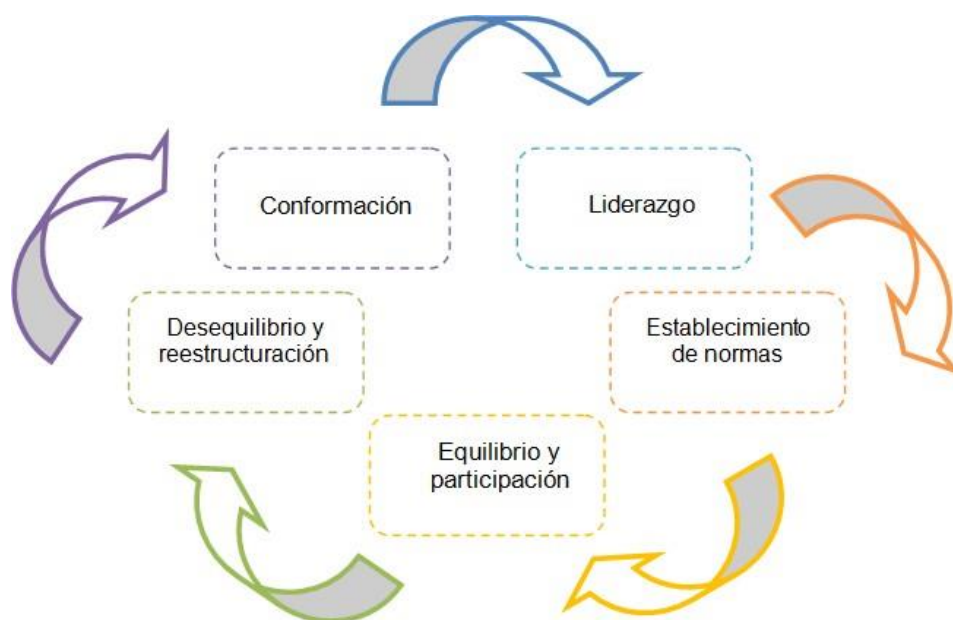 Conformación
Liderazgo
Desequilibrio y
reestructuración
Establecimiento
de normas
Equilibrio y
participación